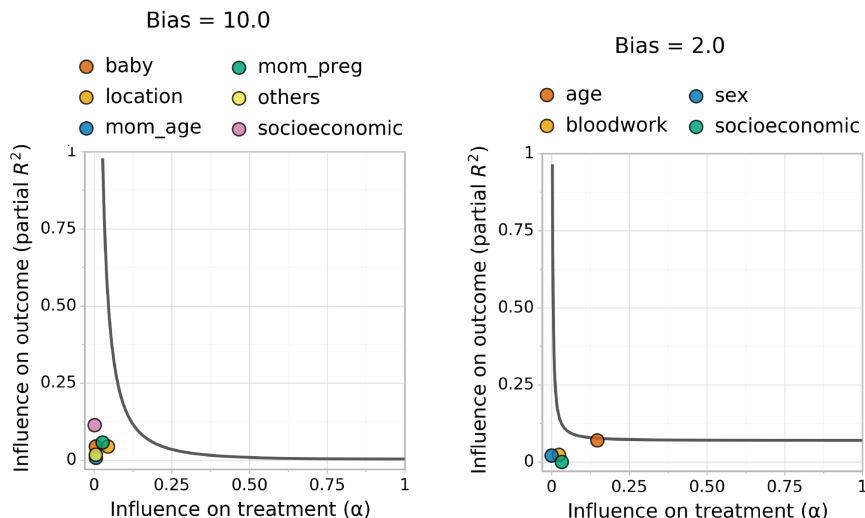 Bias = 10.0
baby
location
mom_age
mom_preg
others
socioeconomic
Influence on outcome (partial R²)
1
0.75
0.50
0.25
0
0
0.25
0.50
0.75
1
Influence on treatment (α)
Bias = 2.0
age
bloodwork
sex
socioeconomic
Influence on outcome (partial R²)
1
0.75
0.50
0.25
0
0
0.25
0.50
0.75
1
Influence on treatment (α)